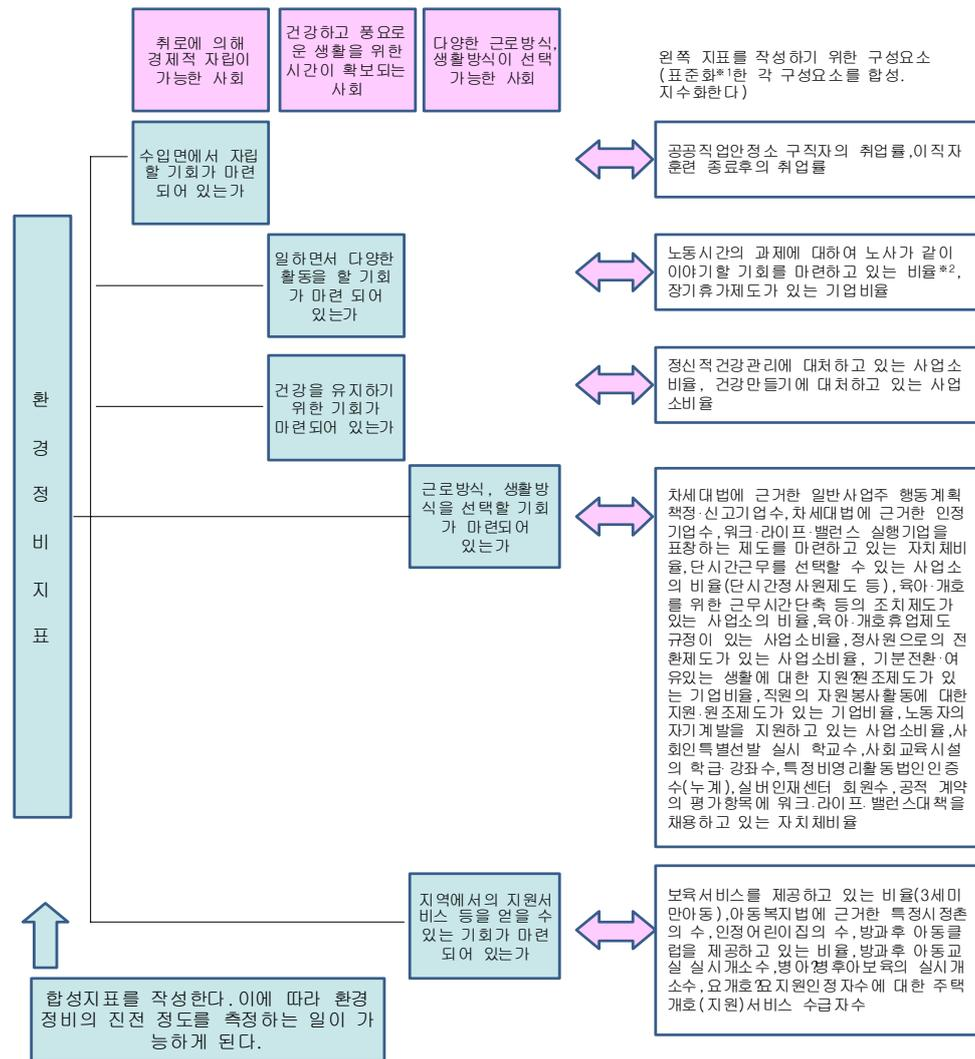 취로에 의해
경제적 자립이
가능한 사회
건강하고 풍요로
운 생활을 위한
시간이 확보되는
사회
다양한 근로방식,
생활방식이 선택
가능한 사회
왼쪽 지표를 작성하기 위한 구성요소
(표준화※1한 각 구성요소를 합성.
지수화한다)
수입면에서 자립
할 기회가 마련
되어 있는가
공공직업안정소 구직자의 취업률,이직자
훈련 종료후의 취업률
일하면서 다양한
활동을 할 기회
가 마련 되어
있는가
노동시간의 과제에 대하여 노사가 같이
이야기할 기회를 마련하고 있는 비율※2,
장기휴가제도가 있는 기업비율
건강을 유지하기
위한 기회가
마련되어 있는가
정신적건강관리에 대처하고 있는 사업소
비율, 건강만들기에 대처하고 있는 사업
소비율
환
경
정
비
지
표
근로방식, 생활방
식을 선택할 기회
가 마련되어
있는가
차세대법에 근거한 일반사업주 행동계획
책정·신고기업수,차세대법에 근거한 인정
기업수,워크·라이프·밸런스 실행기업을
표창하는 제도를 마련하고 있는 자치체비
율,단시간근무를 선택할 수 있는 사업소
의 비율(단시간정사원제도 등),육아·개호
를 위한 근무시간단축 등의 조치제도가
있는 사업소의 비율,육아·개호휴업제도
규정이 있는 사업소비율,정사원으로의 전
환제도가 있는 사업소비율, 기분전환·여
유있는 생활에 대한 지원?원조제도가 있
는 기업비율,직원의 자원봉사활동에 대한
지원·원조제도가 있는 기업비율,노동자의
자기계발을 지원하고 있는 사업소비율,사
회인특별선발 실시 학교수,사회교육시설
의 학급·강좌수,특정비영리활동법인인증
수(누계),실버인재센터 회원수,공적 계약
의 평가항목에 워크·라이프·밸런스대책을
채용하고 있는 자치체비율
지역에서의 지원서
비스 등을 얻을 수
있는 기회가 마련
되어 있는가
보육서비스를 제공하고 있는 비율(3세미
만아동),아동복지법에 근거한 특정시정촌
의 수,인정어린이집의 수,방과후 아동클
럽을 제공하고 있는 비율,방과후 아동교
실 실시개소수,병아?병후아보육의 실시개
소수,요개호?요지원인정자수에 대한 주택
개호(지원)서비스 수급자수
합성지표를 작성한다.이에 따라 환경
정비의 진전 정도를 측정하는 일이 가
능하게 된다.